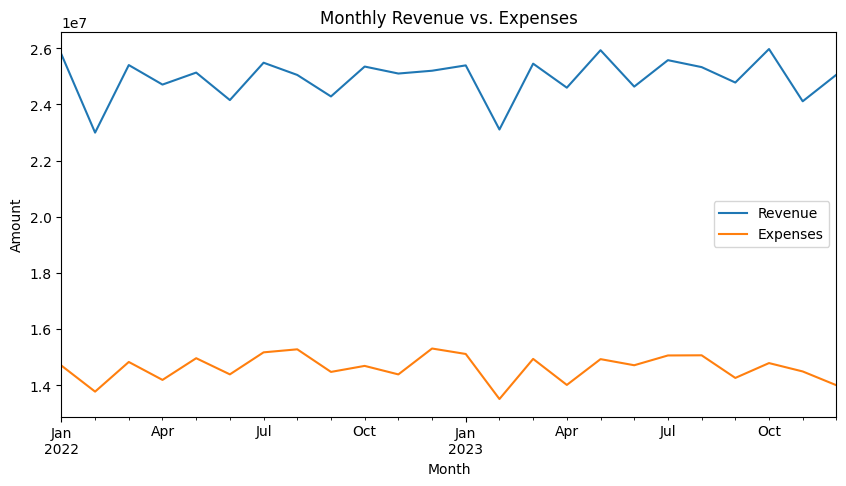 Monthly Revenue vs. Expenses
1e7
2.6
2.4
2.2
2.0
1.8
1.6
1.4
Amount
Revenue
Expenses
Jan Apr Jul Oct Jan Apr Jul Oct
2022 2023
Month